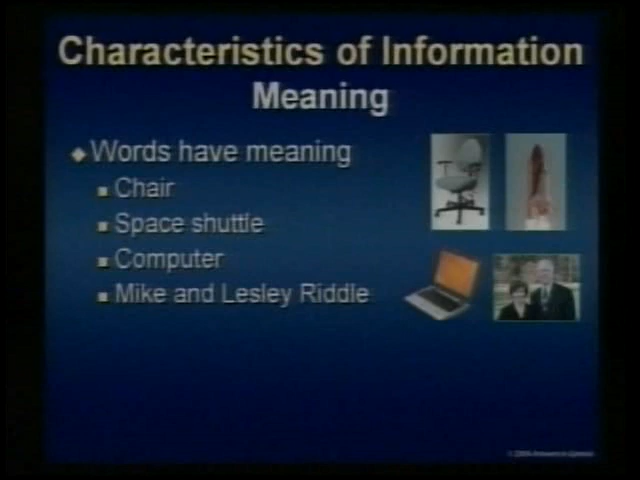 Characteristics of Information
Meaning
Words have meaning
Chair
Space shuttle
Computer
Mike and Lesley Riddle